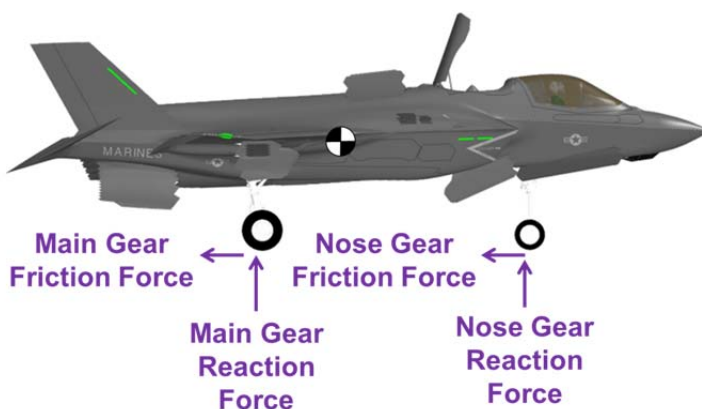 MARINES
Main Gear
Friction Force
Nose Gear
Friction Force
Main Gear
Reaction
Force
Nose Gear
Reaction
Force